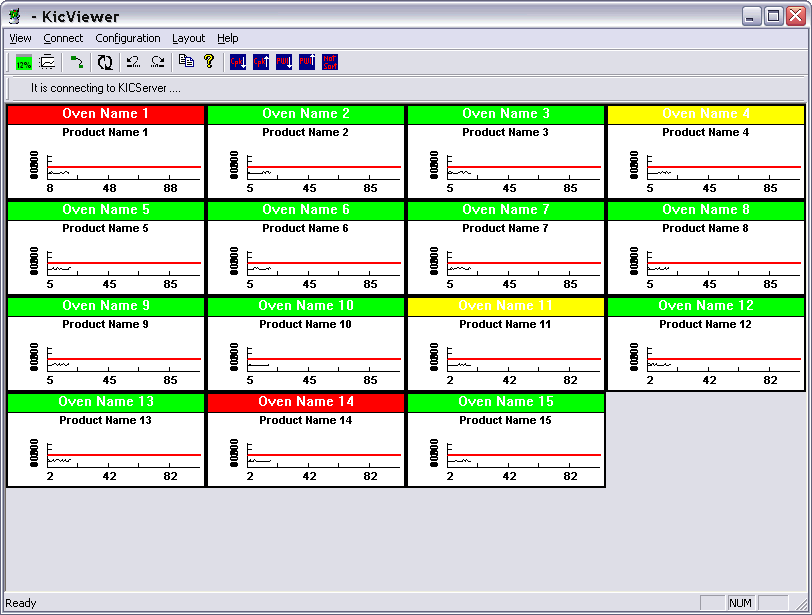 - KicViewer
View Connect Configuration Layout Help
12% Cpk Cpk PWI PWI Not Sort
It is connecting to KICServer ....
Oven Name 1 Oven Name 2 Oven Name 3 Oven Name 4
Product Name 1 Product Name 2 Product Name 3 Product Name 4
8 48 88 5 45 85 5 45 85 5 45 85
Oven Name 5 Oven Name 6 Oven Name 7 Oven Name 8
Product Name 5 Product Name 6 Product Name 7 Product Name 8
5 45 85 5 45 85 5 45 85 5 45 85
Oven Name 9 Oven Name 10 Oven Name 11 Oven Name 12
Product Name 9 Product Name 10 Product Name 11 Product Name 12
5 45 85 5 45 85 2 42 82 2 42 82
Oven Name 13 Oven Name 14 Oven Name 15
Product Name 13 Product Name 14 Product Name 15
2 42 82 2 42 82 2 42 82
Ready NUM